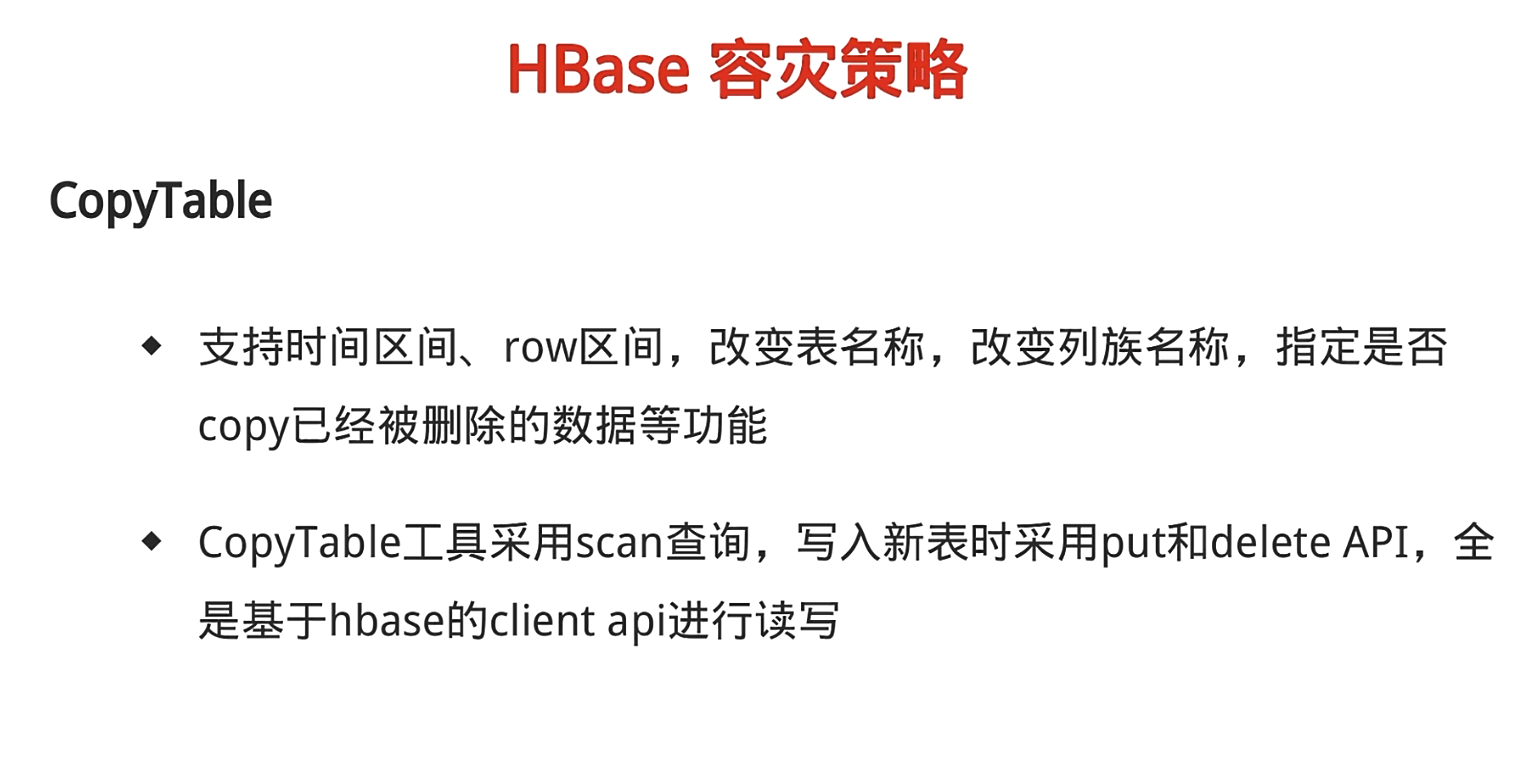 HBase 容灾策略
CopyTable
◆ 支持时间区间、row区间，改变表名称，改变列族名称，指定是否
copy已经被删除的数据等功能
◆ CopyTable工具采用scan查询，写入新表时采用put和delete API，全
是基于hbase的client api进行读写